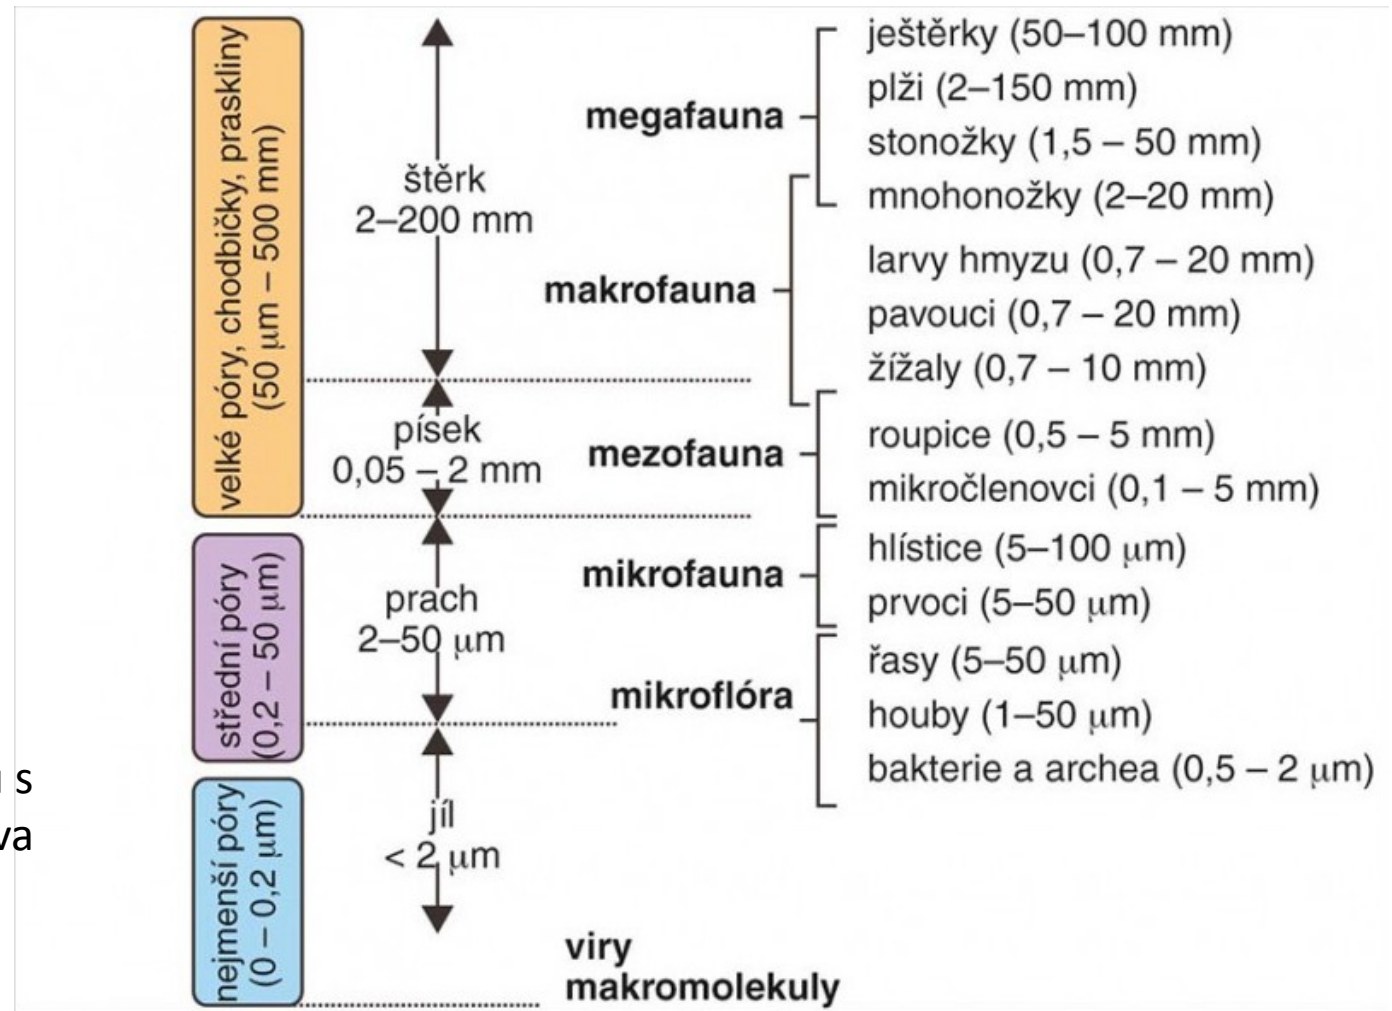 velké póry, chodbičky, praskliny
(50 μm – 500 mm)
střední póry
(0,2 – 50 μm)
nejmenší póry
(0 – 0,2 μm)
štěrk
2–200 mm
písek
0,05 – 2 mm
prach
2–50 μm
jíl
< 2 μm
megafauna
makrofauna
mezofauna
mikrofauna
mikroflóra
viry
makromolekuly
ještěrky (50–100 mm)
plži (2–150 mm)
stonožky (1,5 – 50 mm)
mnohonožky (2–20 mm)
larvy hmyzu (0,7 – 20 mm)
pavouci (0,7 – 20 mm)
žížaly (0,7 – 10 mm)
roupice (0,5 – 5 mm)
mikročlenovci (0,1 – 5 mm)
hlístice (5–100 μm)
prvoci (5–50 μm)
řasy (5–50 μm)
houby (1–50 μm)
bakterie a archea (0,5 – 2 μm)
s
va